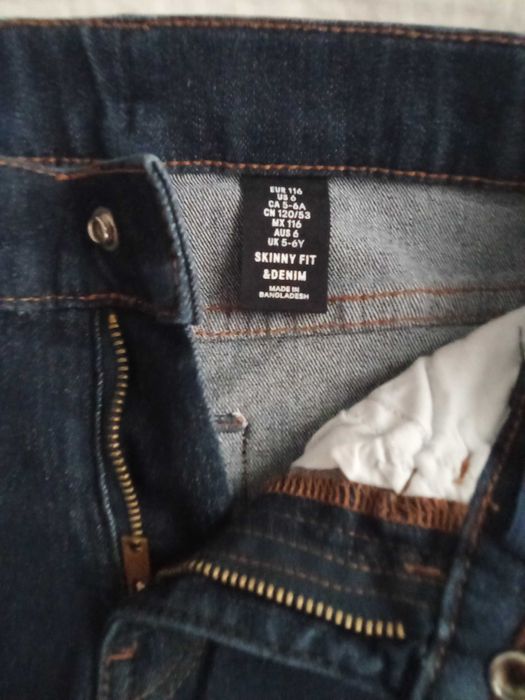 EUR 116
US 6
CA 5-6A
CN 120/53
MX 116
AUS 6
UK 5-6Y
SKINNY FIT
&DENIM
MADE IN
BANGLADESH